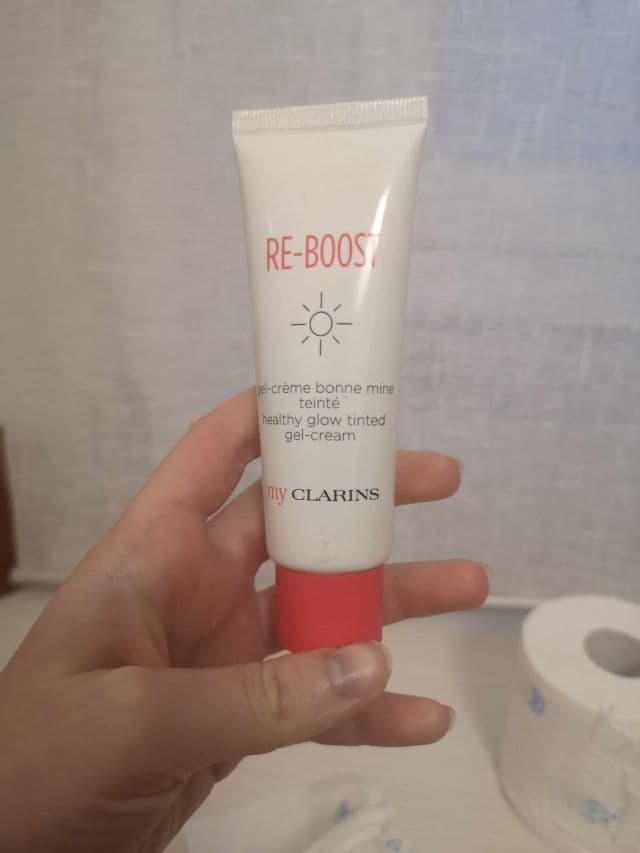 RE-BOOST
gel-crème bonne mine
teinté
healthy glow tinted
gel-cream
my CLARINS